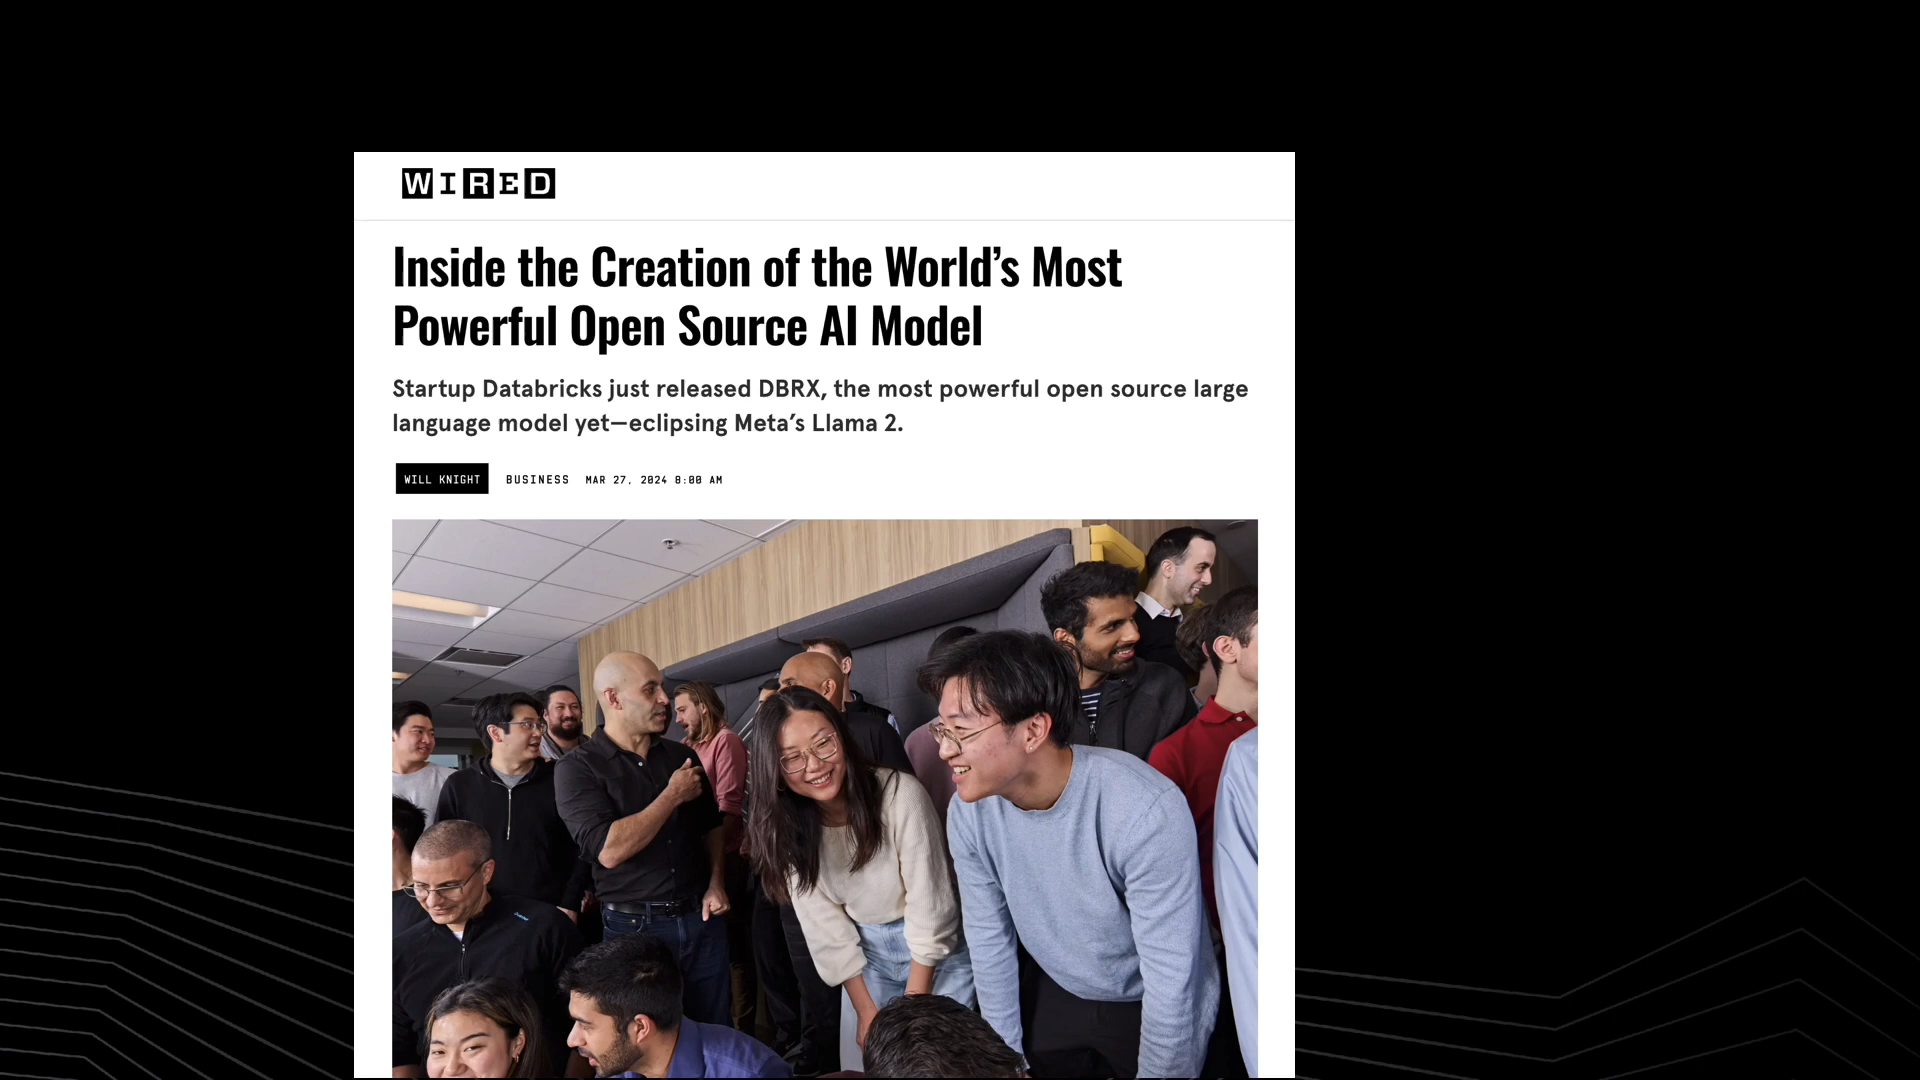 WIRED
Inside the Creation of the World’s Most
Powerful Open Source AI Model
Startup Databricks just released DBRX, the most powerful open source large
language model yet—eclipsing Meta’s Llama 2.
WILL KNIGHT BUSINESS MAR 27, 2024 8:00 AM